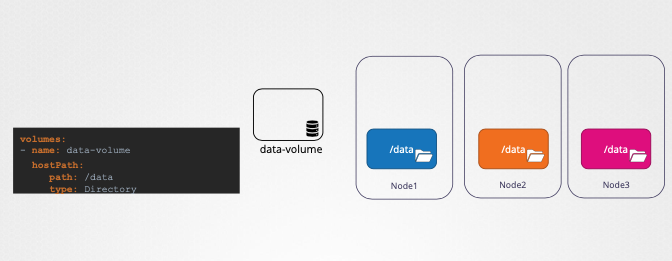 volumes:
- name: data-volume
hostPath:
path: /data
type: Directory
data-volume
/data
Node1
/data
Node2
/data
Node3